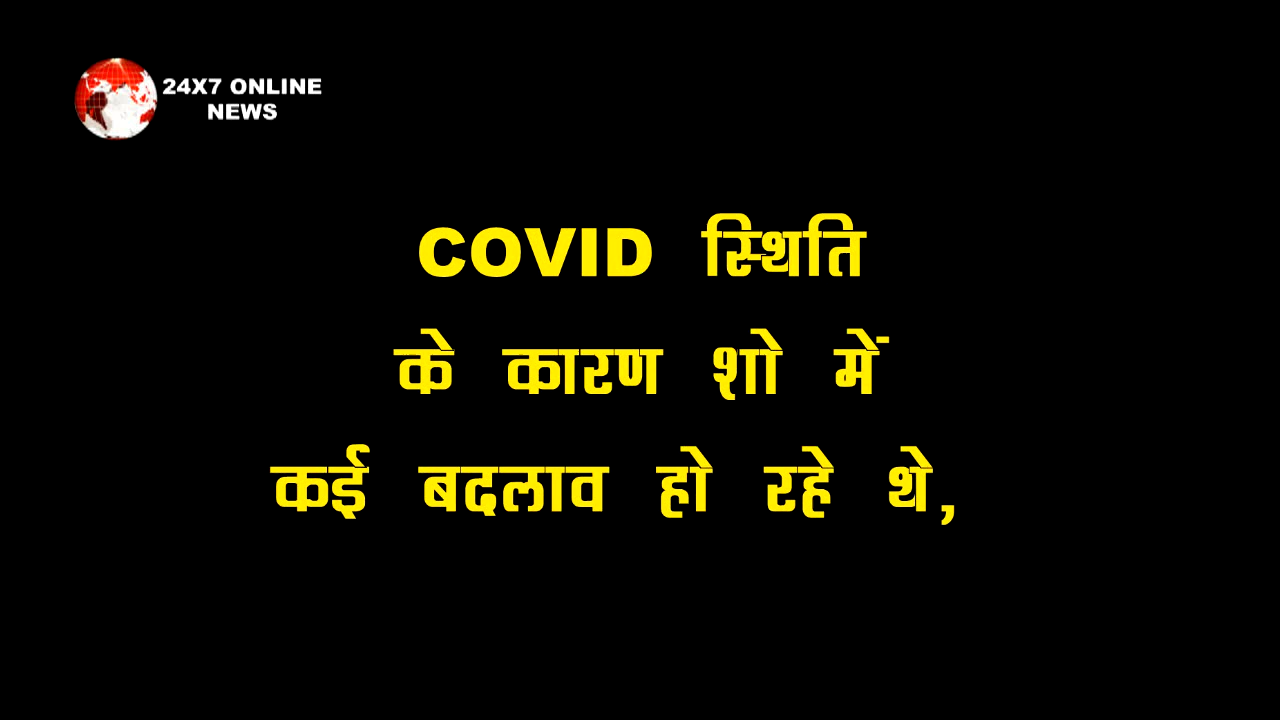 24X7 ONLINE
NEWS
COVID स्थिति
के कारण शो में
कई बदलाव हो रहे थे,